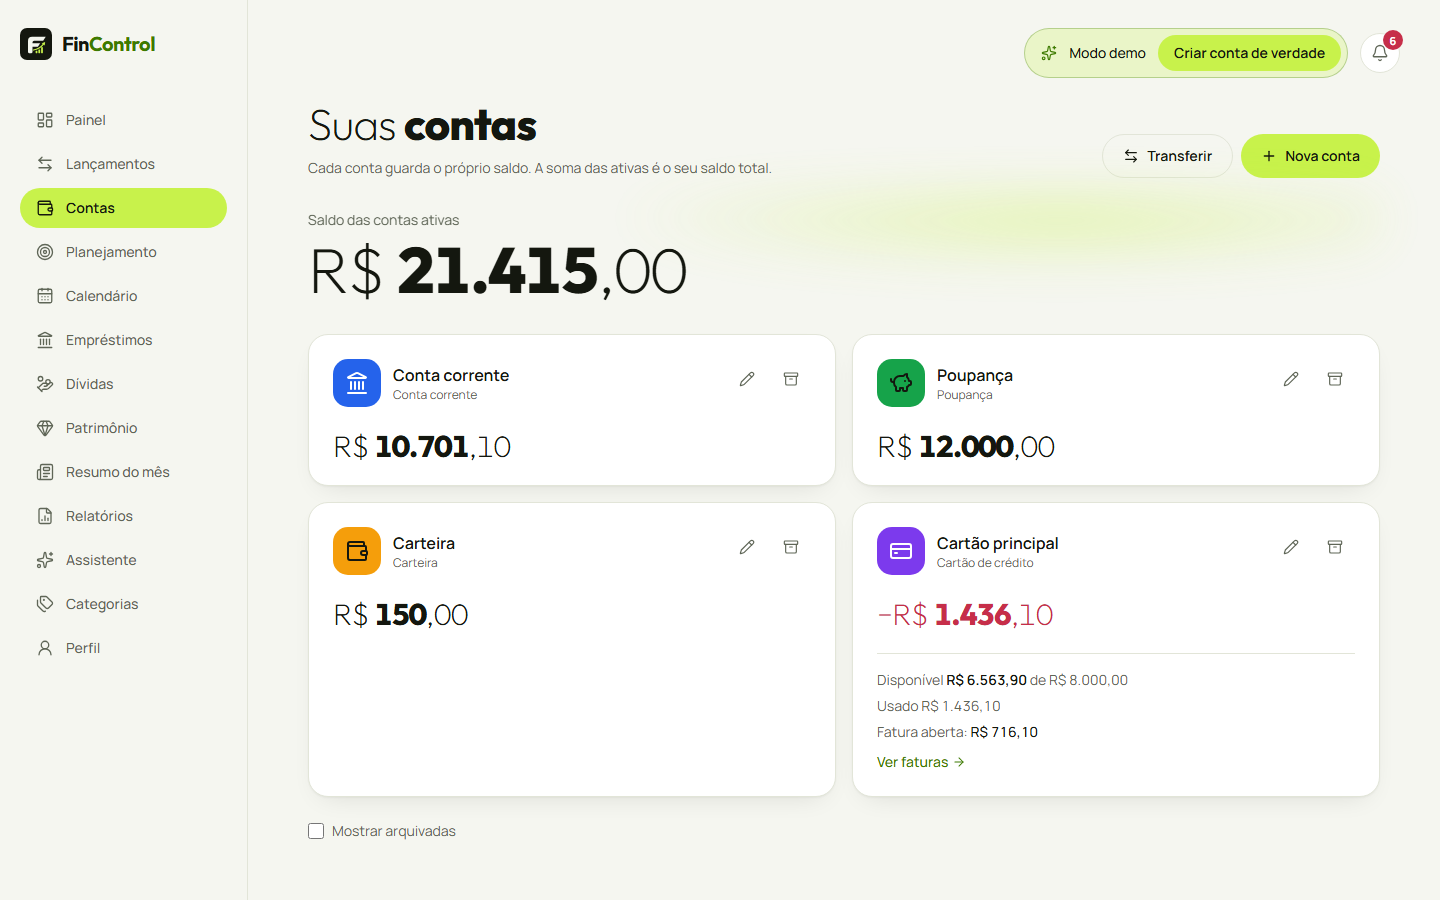 FinControl
Painel
Lançamentos
Contas
Planejamento
Calendário
Empréstimos
Dívidas
Patrimônio
Resumo do mês
Relatórios
Assistente
Categorias
Perfil
Modo demo
Criar conta de verdade
6
Suas contas
Cada conta guarda o próprio saldo. A soma das ativas é o seu saldo total.
Transferir
Nova conta
Saldo das contas ativas
R$ 21.415,00
Conta corrente
Conta corrente
R$ 10.701,10
Poupança
Poupança
R$ 12.000,00
Carteira
Carteira
R$ 150,00
Cartão principal
Cartão de crédito
−R$ 1.436,10
Disponível R$ 6.563,90 de R$ 8.000,00
Usado R$ 1.436,10
Fatura aberta: R$ 716,10
Ver faturas →
Mostrar arquivadas